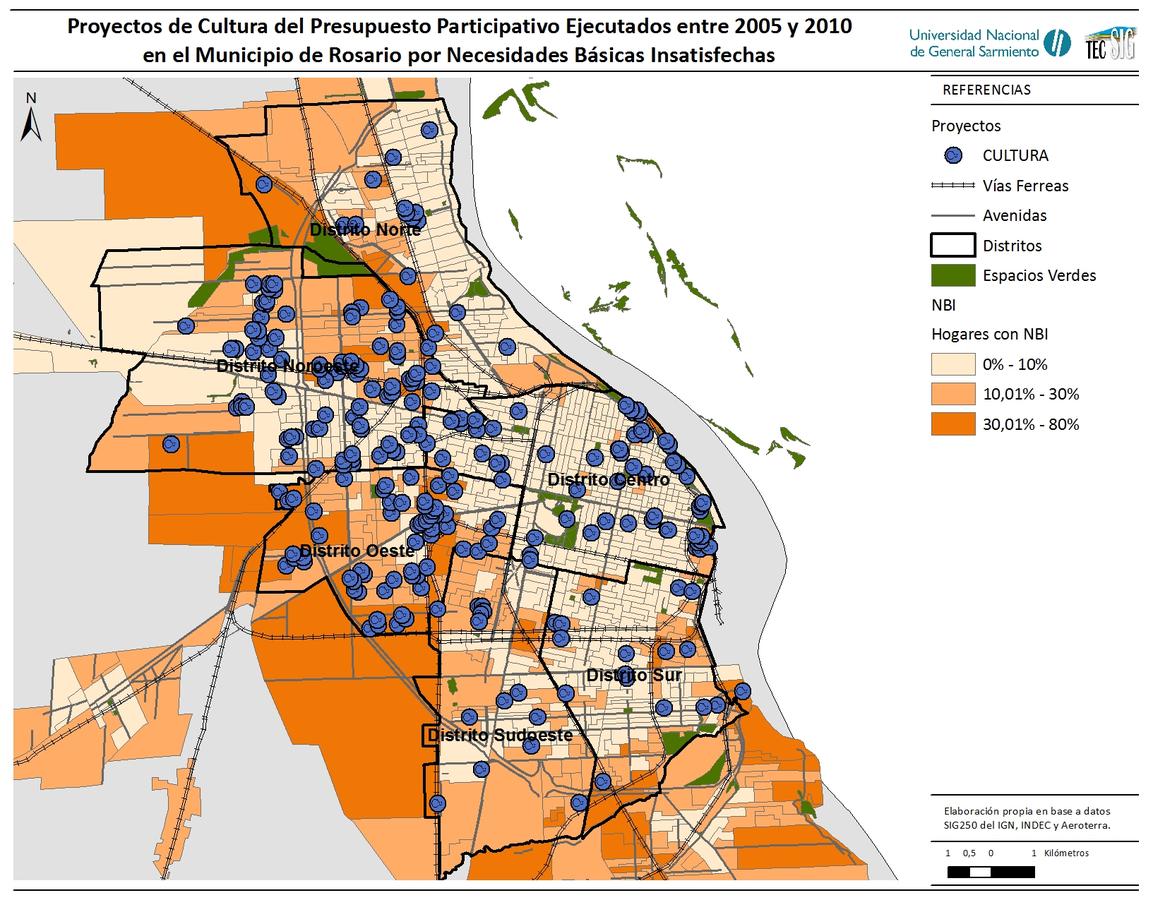 Proyectos de Cultura del Presupuesto Participativo Ejecutados entre 2005 y 2010
en el Municipio de Rosario por Necesidades Básicas Insatisfechas
Universidad Nacional
de General Sarmiento
TEC SIG
N
REFERENCIAS
Proyectos
CULTURA
Vías Ferreas
Avenidas
Distritos
Espacios Verdes
NBI
Hogares con NBI
0% - 10%
10,01% - 30%
30,01% - 80%
Distrito Norte
Distrito Noroeste
Distrito Centro
Distrito Oeste
Distrito Sur
Distrito Sudoeste
Elaboración propia en base a datos
SIG250 del IGN, INDEC y Aeroterra.
1 0,5 0 1 Kilómetros